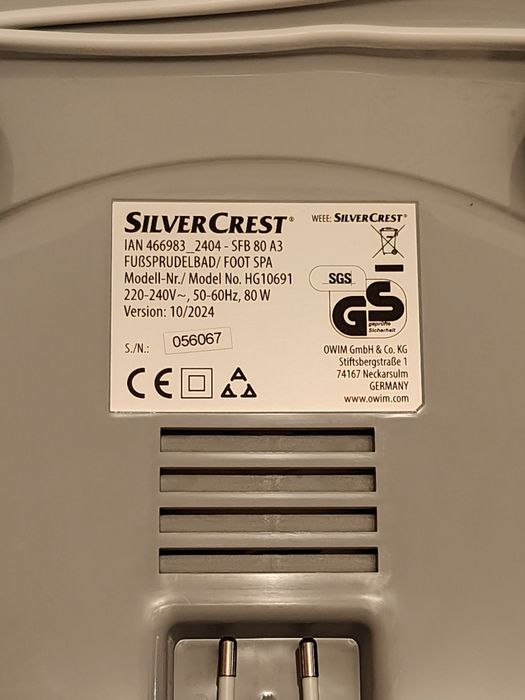 SILVERCREST®
WEEE: SILVERCREST®
IAN 466983_2404 - SFB 80 A3
FUẞSPRUDELBAD/ FOOT SPA
Modell-Nr./ Model No. HG10691
220-240V~, 50-60Hz, 80 W
Version: 10/2024
SGS
GS
geprüfte
Sicherheit
S./N.: 056067
OWIM GmbH & Co. KG
Stiftsbergstraße 1
74167 Neckarsulm
GERMANY
www.owim.com
CE